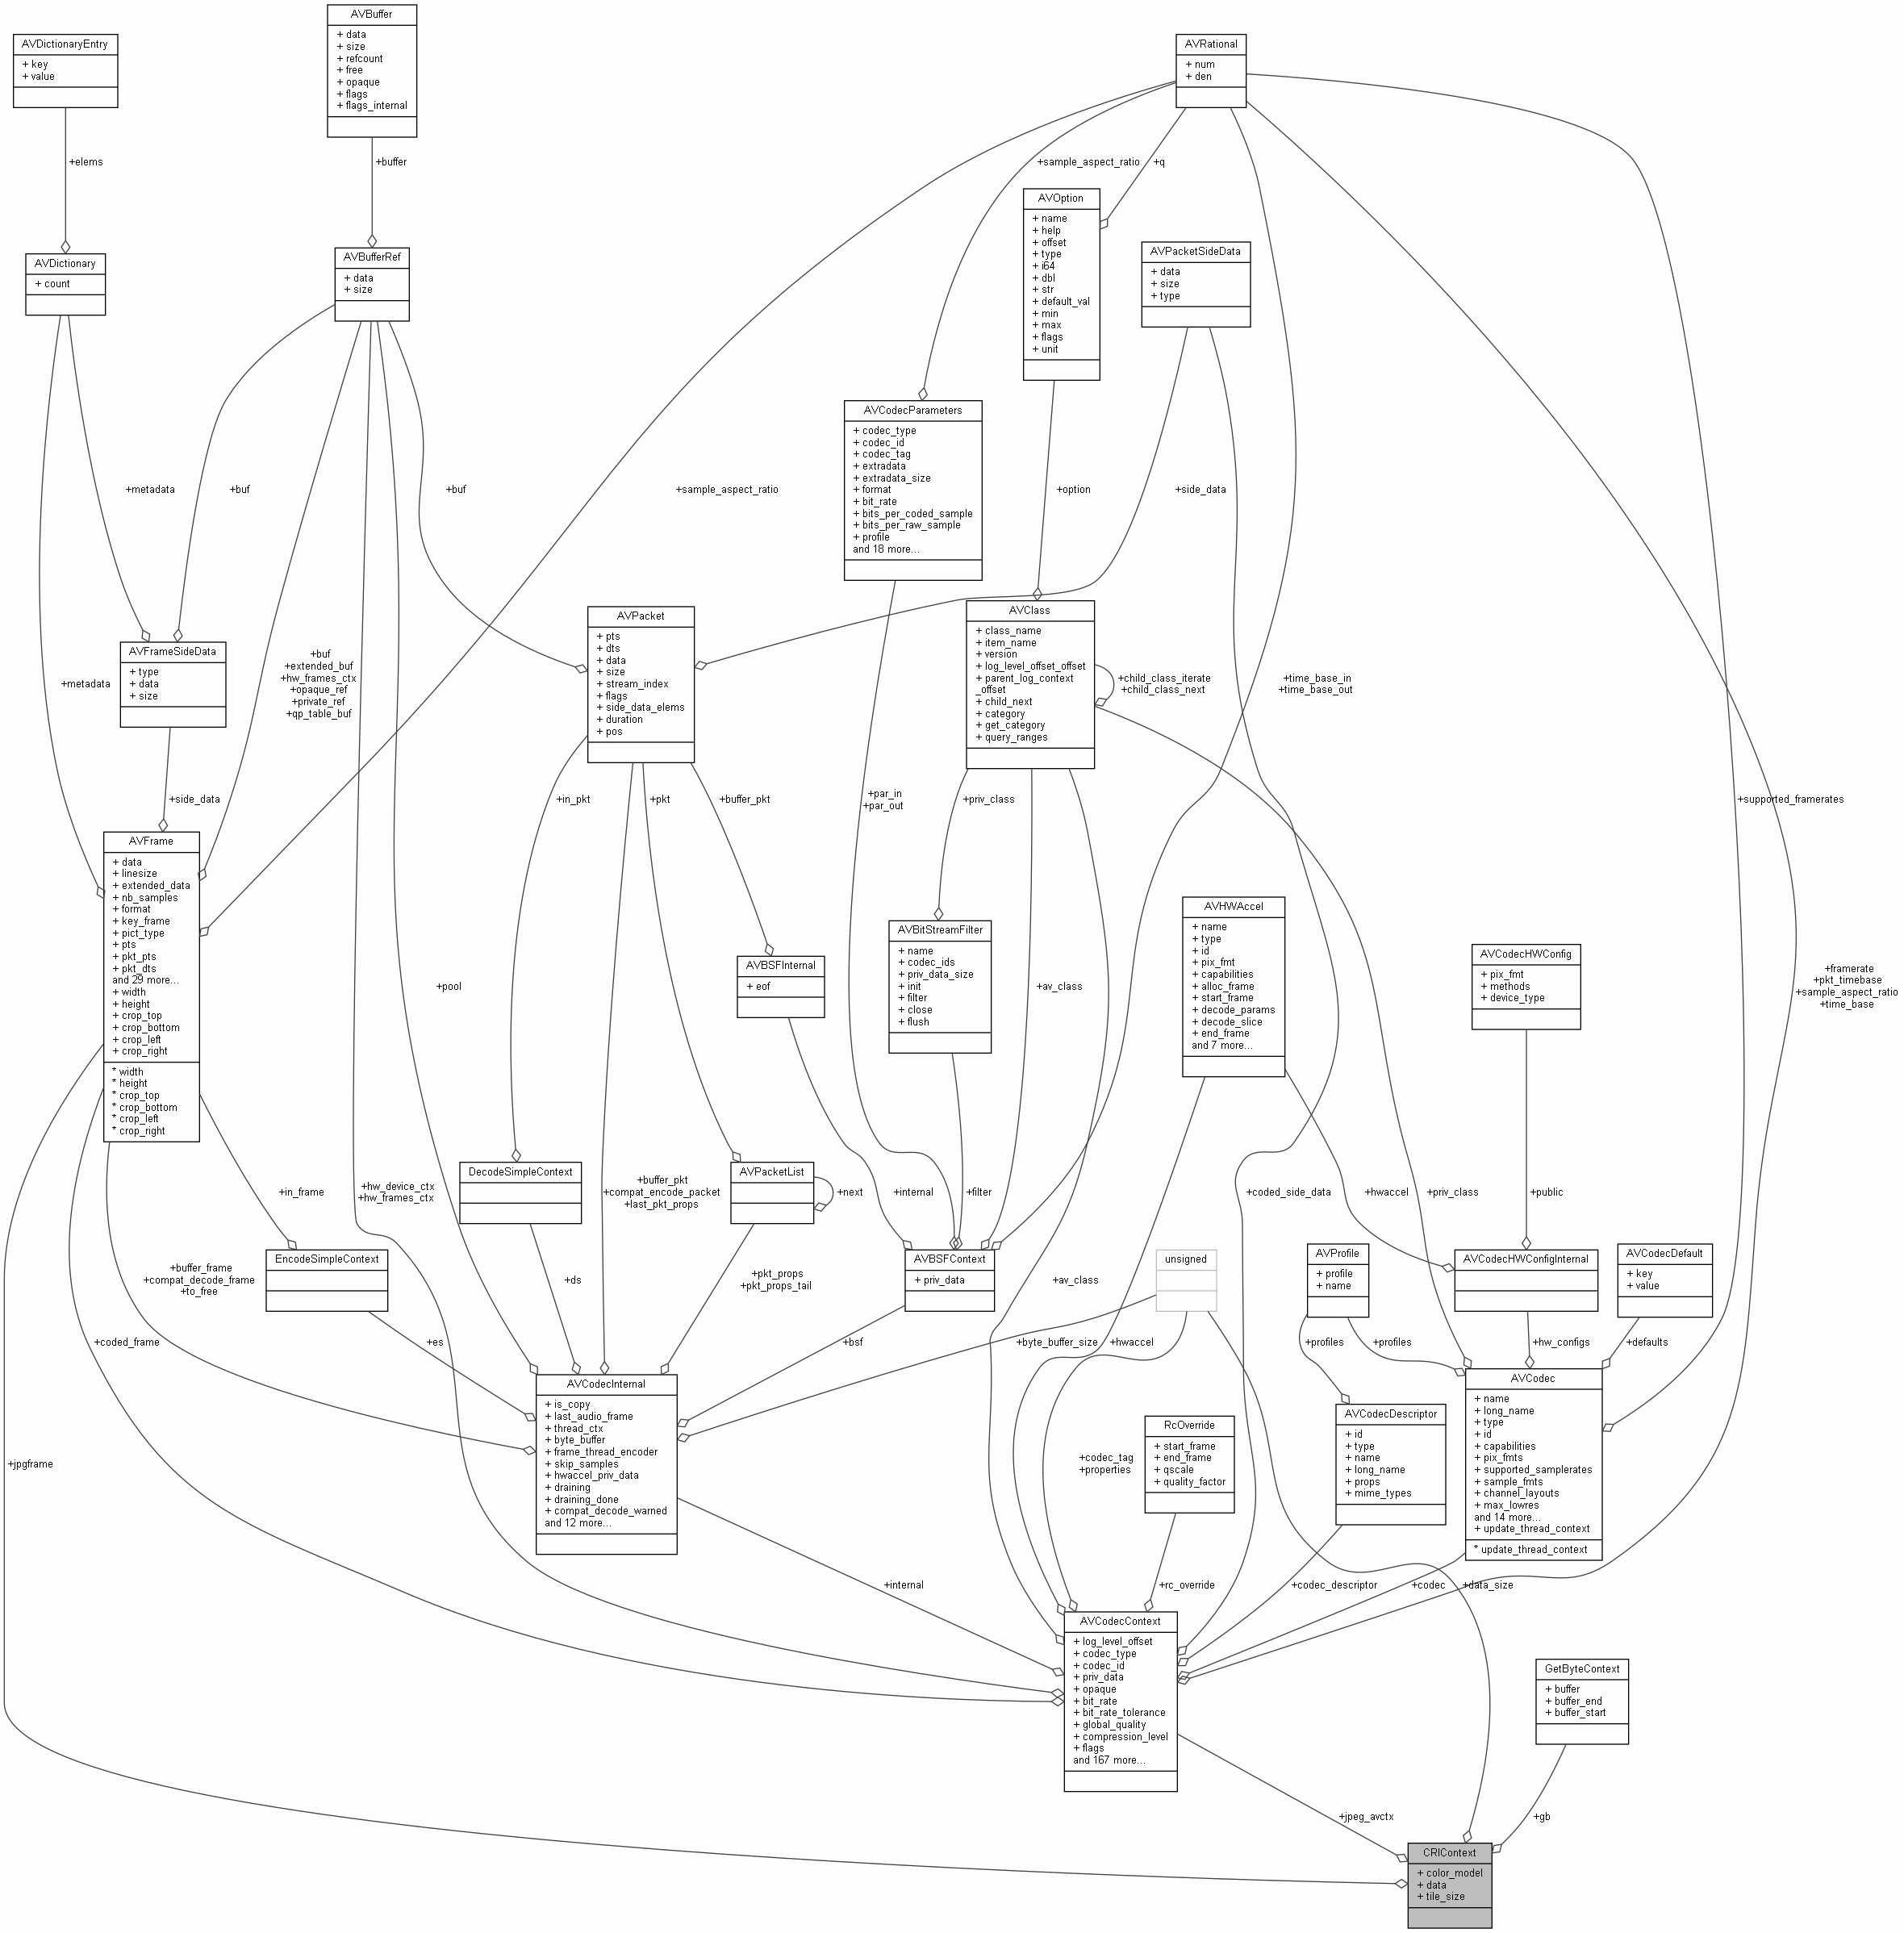 AVBuffer
+ data
+ size
+ refcount
+ free
+ opaque
+ flags
+ flags_internal
AVDictionaryEntry
+ key
+ value
AVRational
+ num
+ den
+elems
+buffer
+sample_aspect_ratio
+q
AVOption
+ name
+ help
+ offset
+ type
+ i64
+ dbl
+ str
+ default_val
+ min
+ max
+ flags
+ unit
AVDictionary
+ count
AVBufferRef
+ data
+ size
AVPacketSideData
+ data
+ size
+ type
AVCodecParameters
+ codec_type
+ codec_id
+ codec_tag
+ extradata
+ extradata_size
+ format
+ bit_rate
+ bits_per_coded_sample
+ bits_per_raw_sample
+ profile
and 18 more...
+metadata
+buf
+buf
+sample_aspect_ratio
+option
+side_data
AVFrameSideData
+ type
+ data
+ size
+metadata
+buf
+extended_buf
+hw_frames_ctx
+opaque_ref
+private_ref
+qp_table_buf
AVPacket
+ pts
+ dts
+ data
+ size
+ stream_index
+ flags
+ side_data_elems
+ duration
+ pos
AVClass
+ class_name
+ item_name
+ version
+ log_level_offset_offset
+ parent_log_context
_offset
+ child_next
+ category
+ get_category
+ query_ranges
+child_class_iterate
+child_class_next
+time_base_in
+time_base_out
+side_data
+in_pkt
+pkt
+buffer_pkt
+par_in
+par_out
+priv_class
+supported_framerates
AVFrame
+ data
+ linesize
+ extended_data
+ nb_samples
+ format
+ key_frame
+ pict_type
+ pts
+ pkt_pts
+ pkt_dts
and 29 more...
+ width
+ height
+ crop_top
+ crop_bottom
+ crop_left
+ crop_right
* width
* height
* crop_top
* crop_bottom
* crop_left
* crop_right
+pool
AVBSFInternal
+ eof
AVBitStreamFilter
+ name
+ codec_ids
+ priv_data_size
+ init
+ filter
+ close
+ flush
+av_class
AVHWAccel
+ name
+ type
+ id
+ pix_fmt
+ capabilities
+ alloc_frame
+ start_frame
+ decode_params
+ decode_slice
+ end_frame
and 7 more...
AVCodecHWConfig
+ pix_fmt
+ methods
+ device_type
+framerate
+pkt_timebase
+sample_aspect_ratio
+time_base
+in_frame
+hw_device_ctx
+hw_frames_ctx
DecodeSimpleContext
+buffer_pkt
+compat_encode_packet
+last_pkt_props
AVPacketList
+next
+internal
+filter
+coded_side_data
+hwaccel
+priv_class
+public
+buffer_frame
+compat_decode_frame
+to_free
EncodeSimpleContext
+ds
+pkt_props
+pkt_props_tail
AVBSFContext
+ priv_data
+av_class
unsigned
AVProfile
+ profile
+ name
AVCodecHWConfigInternal
AVCodecDefault
+ key
+ value
+coded_frame
+es
+bsf
+byte_buffer_size
+hwaccel
+profiles
+profiles
+hw_configs
+defaults
AVCodecInternal
+ is_copy
+ last_audio_frame
+ thread_ctx
+ byte_buffer
+ frame_thread_encoder
+ skip_samples
+ hwaccel_priv_data
+ draining
+ draining_done
+ compat_decode_warned
and 12 more...
+jpgframe
+codec_tag
+properties
RcOverride
+ start_frame
+ end_frame
+ qscale
+ quality_factor
AVCodecDescriptor
+ id
+ type
+ name
+ long_name
+ props
+ mime_types
AVCodec
+ name
+ long_name
+ type
+ id
+ capabilities
+ pix_fmts
+ supported_samplerates
+ sample_fmts
+ channel_layouts
+ max_lowres
and 14 more...
+ update_thread_context
* update_thread_context
+internal
+rc_override
+codec_descriptor
+codec
+data_size
AVCodecContext
+ log_level_offset
+ codec_type
+ codec_id
+ priv_data
+ opaque
+ bit_rate
+ bit_rate_tolerance
+ global_quality
+ compression_level
+ flags
and 167 more...
GetByteContext
+ buffer
+ buffer_end
+ buffer_start
+jpeg_avctx
+gb
CRIContext
+ color_model
+ data
+ tile_size